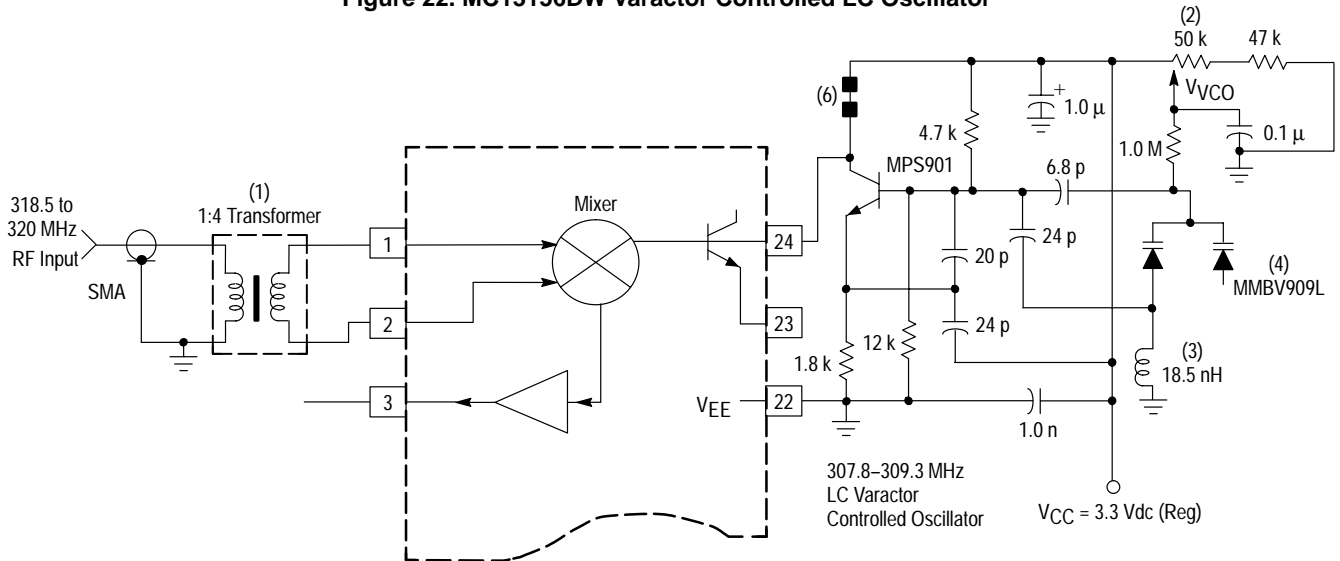 Figure 22. MC13156DW Varactor Controlled LC Oscillator
(2)
50 k
47 k
(6)
+
1.0 µ
VVCO
4.7 k
0.1 µ
1.0 M
MPS901
6.8 p
(1)
1:4 Transformer
318.5 to
320 MHz
RF Input
SMA
Mixer
1
24
24 p
20 p
(4)
MMBV909L
2
23
24 p
12 k
1.8 k
(3)
18.5 nH
3
VEE
22
1.0 n
307.8–309.3 MHz
LC Varactor
Controlled Oscillator
VCC = 3.3 Vdc (Reg)